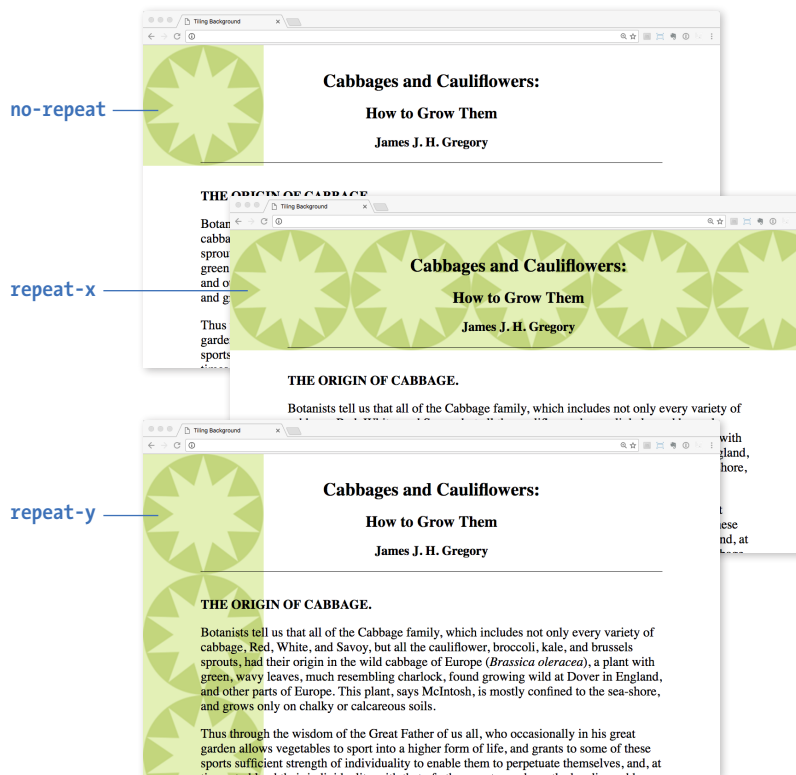 Tiling Background
no-repeat
Cabbages and Cauliflowers:
How to Grow Them
James J. H. Gregory
THE ORIGIN OF CABBAGE
Botan
cabba
sprou
green
and o
and g
Thus
garde
sports
Tiling Background
repeat-x
Cabbages and Cauliflowers:
How to Grow Them
James J. H. Gregory
THE ORIGIN OF CABBAGE.
Botanists tell us that all of the Cabbage family, which includes not only every variety of
with
gland,
hore,
nd, at
Tiling Background
repeat-y
Cabbages and Cauliflowers:
How to Grow Them
James J. H. Gregory
THE ORIGIN OF CABBAGE.
Botanists tell us that all of the Cabbage family, which includes not only every variety of
cabbage, Red, White, and Savoy, but all the cauliflower, broccoli, kale, and brussels
sprouts, had their origin in the wild cabbage of Europe (Brassica oleracea), a plant with
green, wavy leaves, much resembling charlock, found growing wild at Dover in England,
and other parts of Europe. This plant, says McIntosh, is mostly confined to the sea-shore,
and grows only on chalky or calcareous soils.
Thus through the wisdom of the Great Father of us all, who occasionally in his great
garden allows vegetables to sport into a higher form of life, and grants to some of these
sports sufficient strength of individuality to enable them to perpetuate themselves, and, at